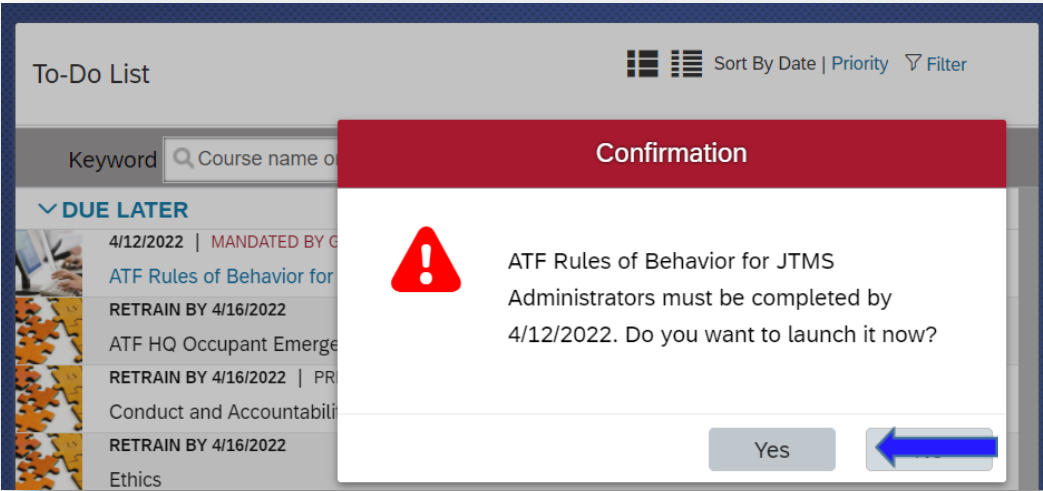 To-Do List
Sort By Date | Priority Filter
Keyword Course name or
Confirmation
DUE LATER
4/12/2022 | MANDATED BY G
ATF Rules of Behavior for
RETRAIN BY 4/16/2022
ATF HQ Occupant Emerge
RETRAIN BY 4/16/2022 | PR
Conduct and Accountabili
RETRAIN BY 4/16/2022
Ethics
ATF Rules of Behavior for JTMS
Administrators must be completed by
4/12/2022. Do you want to launch it now?
Yes